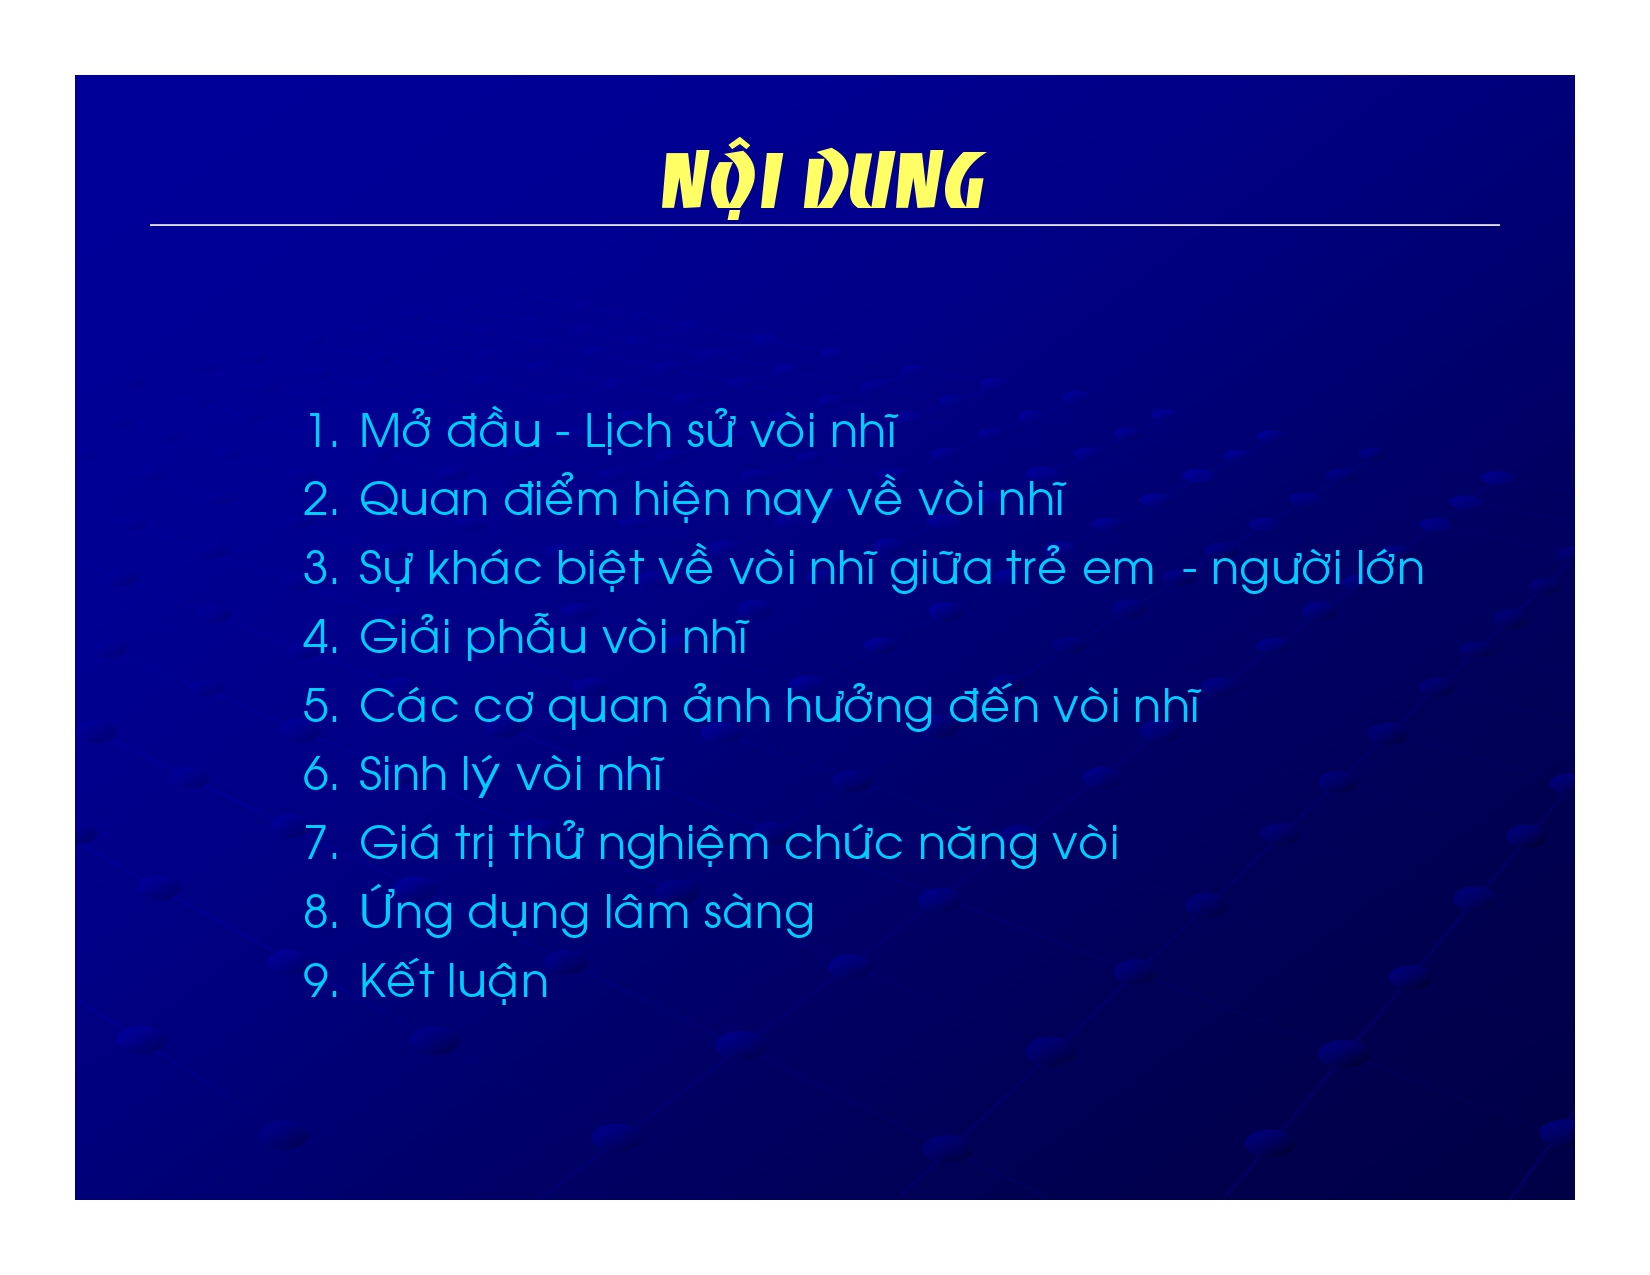 NỘI DUNG
1. Mở đầu - Lịch sử vòi nhĩ
2. Quan điểm hiện nay về vòi nhĩ
3. Sự khác biệt về vòi nhĩ giữa trẻ em - người lớn
4. Giải phẫu vòi nhĩ
5. Các cơ quan ảnh hưởng đến vòi nhĩ
6. Sinh lý vòi nhĩ
7. Giá trị thử nghiệm chức năng vòi
8. Ứng dụng lâm sàng
9. Kết luận